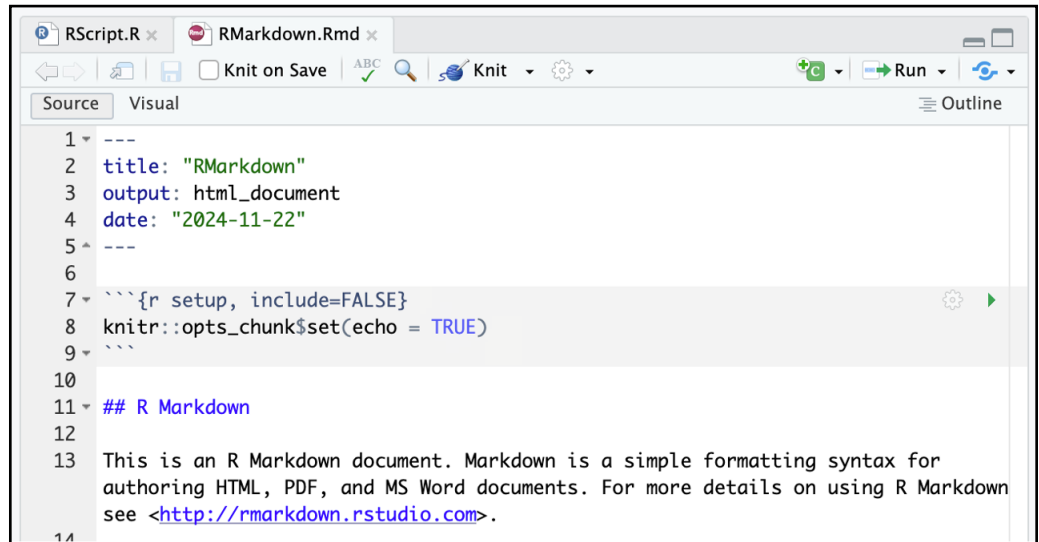 RScript.R × RMarkdown.Rmd ×
Knit on Save ABC Knit Run
Source Visual Outline
1 ---
2 title: "RMarkdown"
3 output: html_document
4 date: "2024-11-22"
5 ---
6
7 ```{r setup, include=FALSE}
8 knitr::opts_chunk$set(echo = TRUE)
9 ```
10
11 ## R Markdown
12
13 This is an R Markdown document. Markdown is a simple formatting syntax for
authoring HTML, PDF, and MS Word documents. For more details on using R Markdown
see <http://rmarkdown.rstudio.com>.
14